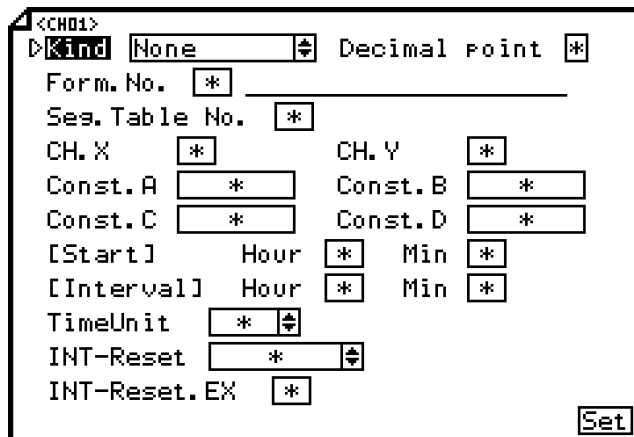 <CH01>
Kind None Decimal point *
Form.No. *
Seg.Table No. *
CH.X * CH.Y *
Const.A * Const.B *
Const.C * Const.D *
[Start] Hour * Min *
[Interval] Hour * Min *
TimeUnit *
INT-Reset *
INT-Reset.EX *
Set